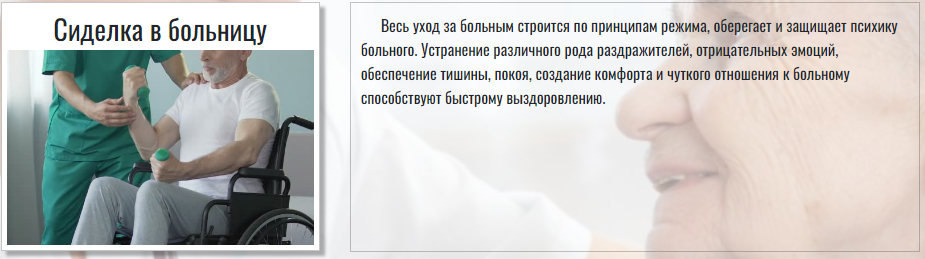 Сиделка в больницу
Весь уход за больным строится по принципам режима, оберегает и защищает психику
больного. Устранение различного рода раздражителей, отрицательных эмоций,
обеспечение тишины, покоя, создание комфорта и чуткого отношения к больному
способствуют быстрому выздоровлению.